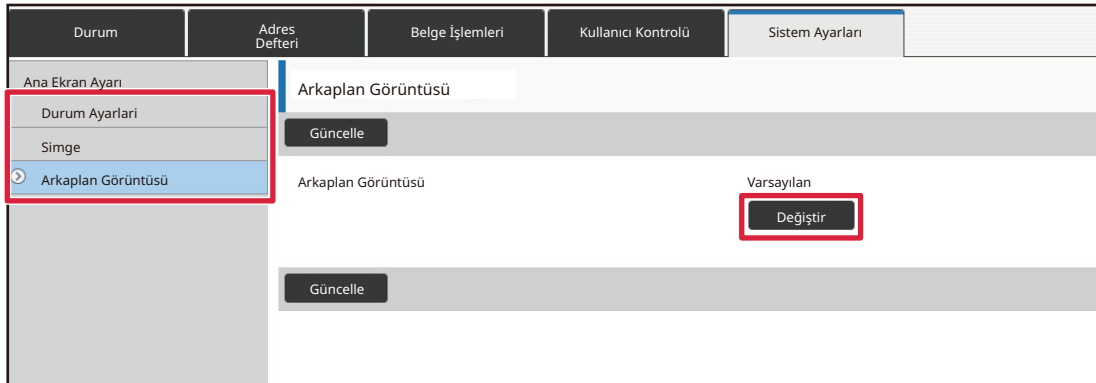 Durum
Adres
Defteri
Belge İşlemleri
Kullanıcı Kontrolü
Sistem Ayarları
Ana Ekran Ayarı
Durum Ayarlari
Simge
Arkaplan Görüntüsü
Arkaplan Görüntüsü
Güncelle
Arkaplan Görüntüsü
Varsayılan
Değiştir
Güncelle